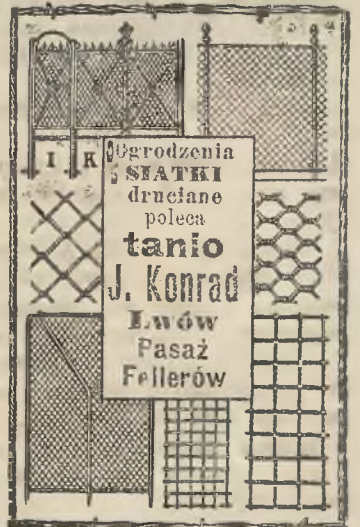 I K
Ogrodzenia
SIATKI
druciane
poleca
tanio
J. Konrad
Lwów
Pasaż
Fellerów